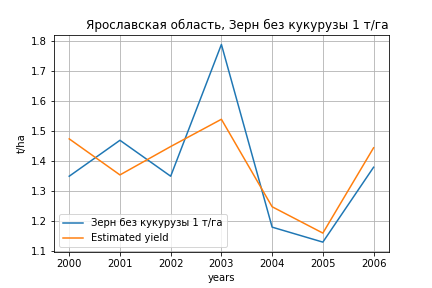 Ярославская область, Зерн без кукурузы 1 т/га
1.8
1.7
1.6
1.5
1.4
1.3
1.2
1.1
t/ha
Зерн без кукурузы 1 т/га
Estimated yield
2000 2001 2002 2003 2004 2005 2006
years